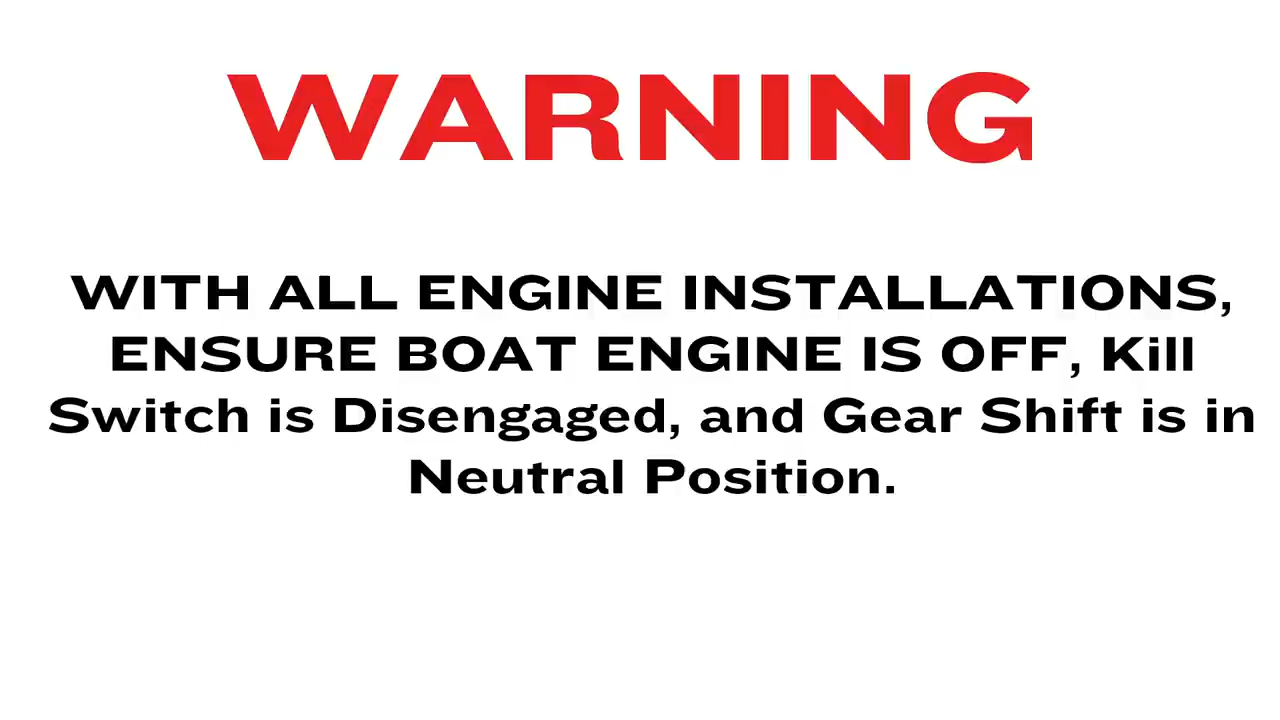 WARNING
WITH ALL ENGINE INSTALLATIONS,
ENSURE BOAT ENGINE IS OFF, Kill
Switch is Disengaged, and Gear Shift is in
Neutral Position.